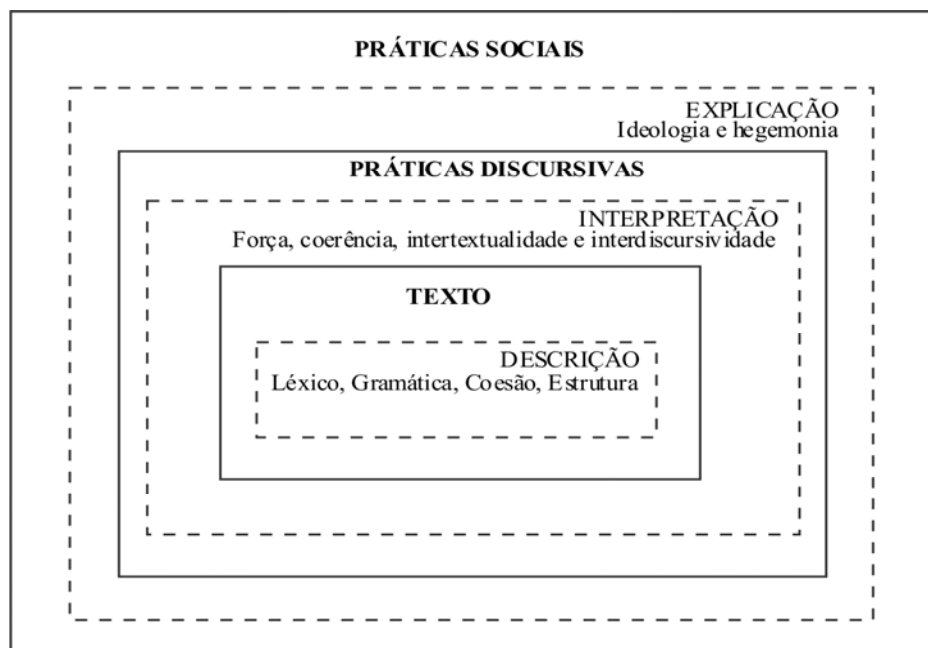 PRÁTICAS SOCIAIS
EXPLICAÇÃO
Ideologia e hegemonia
PRÁTICAS DISCURSIVAS
INTERPRETAÇÃO
Força, coerência, intertextualidade e interdiscursividade
TEXTO
DESCRIÇÃO
Léxico, Gramática, Coesão, Estrutura